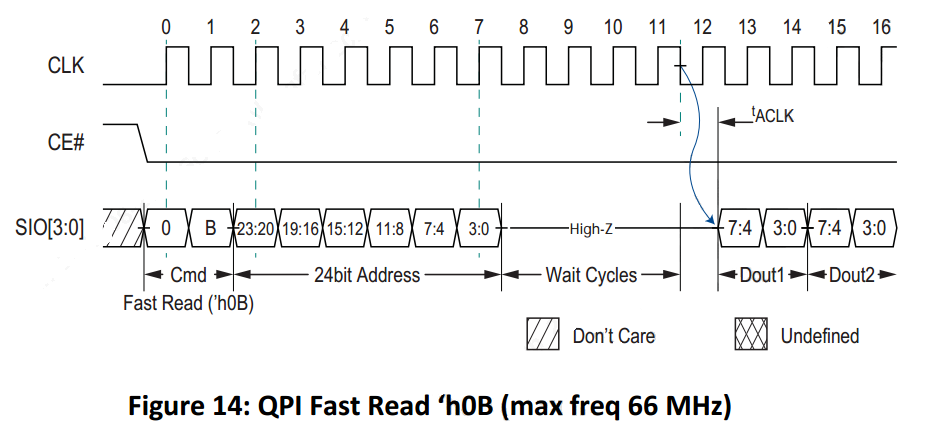 0 1 2 3 4 5 6 7 8 9 10 11 12 13 14 15 16
CLK
tACLK
CE#
SIO[3:0] 0 B 23:20 19:16 15:12 11:8 7:4 3:0 High-Z 7:4 3:0 7:4 3:0
Cmd 24bit Address Wait Cycles Dout1 Dout2
Fast Read ('h0B)
Don't Care Undefined
Figure 14: QPI Fast Read ‘h0B (max freq 66 MHz)